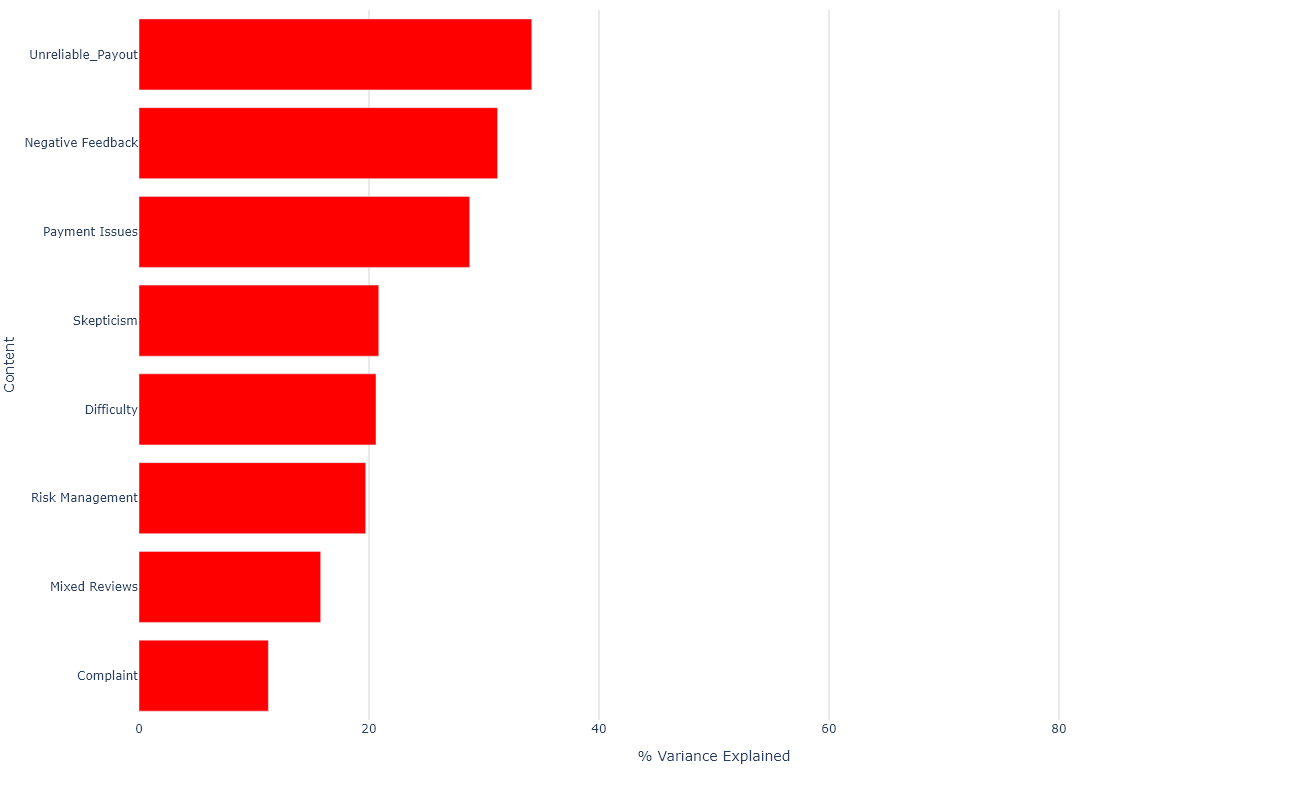 Unreliable_Payout
Negative Feedback
Payment Issues
Skepticism
Difficulty
Risk Management
Mixed Reviews
Complaint
Content
0 20 40 60 80
% Variance Explained